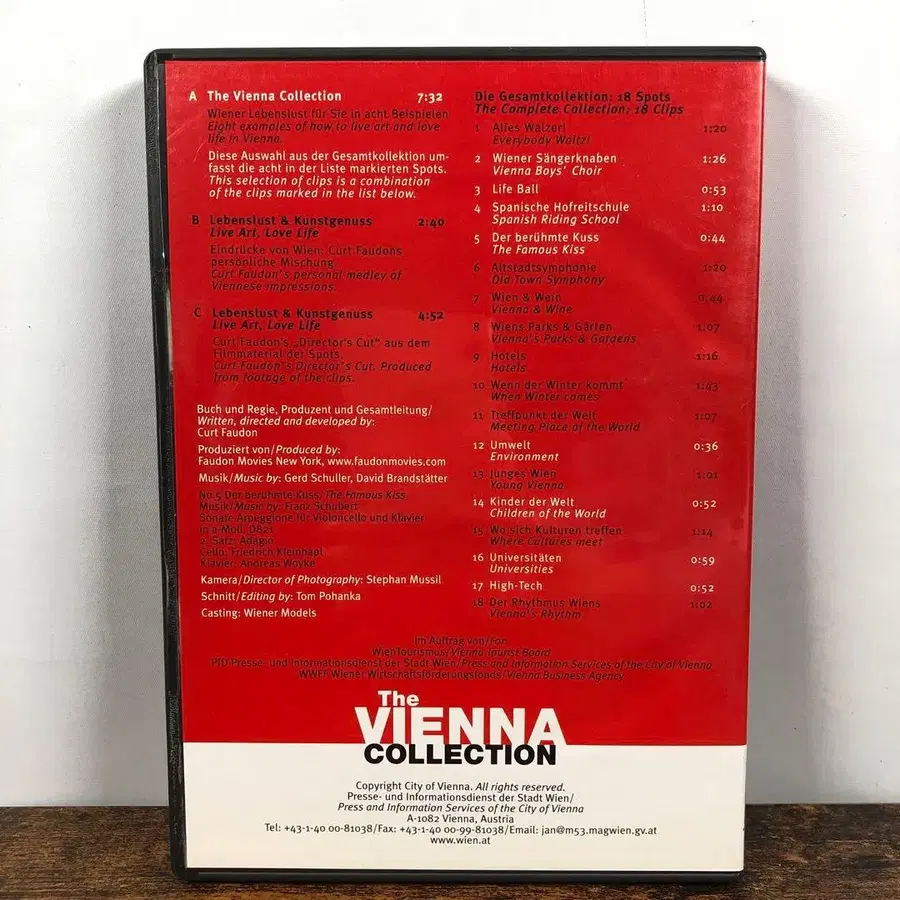 A The Vienna Collection 7:32
Wiener Lebenslust für Sie in acht Beispielen
Eight examples of how to live art and love
life in Vienna.
Diese Auswahl aus der Gesamtkollektion um-
fasst die acht in der Liste markierten Spots.
This selection of clips is a combination
of the clips marked in the list below.
B Lebenslust & Kunstgenuss 2:40
Live Art, Love Life
Eindrücke von Wien: Curt Faudons
persönliche Mischung
Curt Faudon's personal medley of
Viennese impressions.
C Lebenslust & Kunstgenuss 4:52
Live Art, Love Life
Curt Faudon's „Director's Cut" aus dem
Filmmaterial der Spots.
Curt Faudon's Director's Cut. Produced
from footage of the clips.
Buch und Regie, Produzent und Gesamtleitung/
Written, directed and developed by:
Curt Faudon
Produziert von/Produced by:
Faudon Movies New York, www.faudonmovies.com
Musik/Music by: Gerd Schuller, David Brandstätter
No.5 Der berühmte Kuss/The Famous Kiss
Musik/Music by: Franz Schubert
Sonate Arpeggione für Violoncello und Klavier
in a-Moll, D821
2. Satz: Adagio
Cello: Friedrich Kleinhapl
Klavier: Andreas Woyke
Kamera/Director of Photography: Stephan Mussil
Schnitt/Editing by: Tom Pohanka
Casting: Wiener Models
Die Gesamtkollektion: 18 Spots
The Complete Collection: 18 Clips
1 Alles Walzer! 1:20
Everybody Waltz!
2 Wiener Sängerknaben 1:26
Vienna Boys' Choir
3 Life Ball 0:53
4 Spanische Hofreitschule 1:10
Spanish Riding School
5 Der berühmte Kuss 0:44
The Famous Kiss
6 Altstadtsymphonie 1:20
Old Town Symphony
7 Wien & Wein 0:44
Vienna & Wine
8 Wiens Parks & Gärten 1:07
Vienna's Parks & Gardens
9 Hotels 1:16
Hotels
10 Wenn der Winter kommt 1:43
When Winter comes
11 Treffpunkt der Welt 1:07
Meeting Place of the World
12 Umwelt 0:36
Environment
13 Junges Wien 1:01
Young Vienna
14 Kinder der Welt 0:52
Children of the World
15 Wo sich Kulturen treffen 1:14
Where Cultures meet
16 Universitäten 0:59
Universities
17 High-Tech 0:52
18 Der Rhythmus Wiens 1:02
Vienna's Rhythm
Im Auftrag von/For:
WienTourismus/Vienna Tourist Board
PID Presse- und Informationsdienst der Stadt Wien/Press and Information Services of the City of Vienna
WWFF Wiener Wirtschaftsförderungsfonds/Vienna Business Agency
The
VIENNA
COLLECTION
Copyright City of Vienna. All rights reserved.
Presse- und Informationsdienst der Stadt Wien/
Press and Information Services of the City of Vienna
A-1082 Vienna, Austria
Tel: +43-1-40 00-81038/Fax: +43-1-40 00-99-81038/Email: jan@m53.magwien.gv.at
www.wien.at